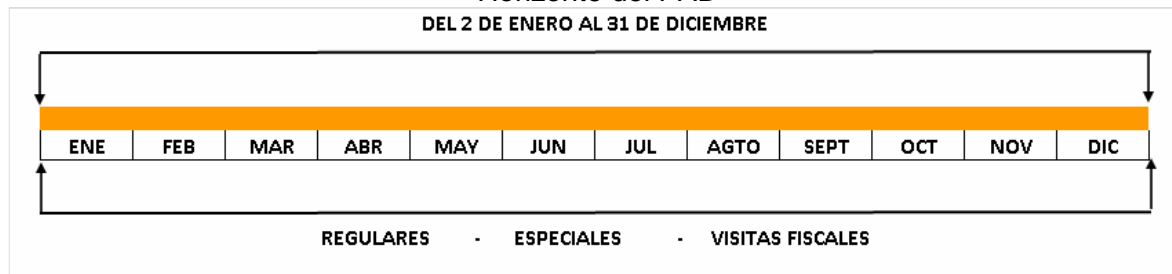 DEL 2 DE ENERO AL 31 DE DICIEMBRE
ENE FEB MAR ABR MAY JUN JUL AGTO SEPT OCT NOV DIC
REGULARES - ESPECIALES - VISITAS FISCALES